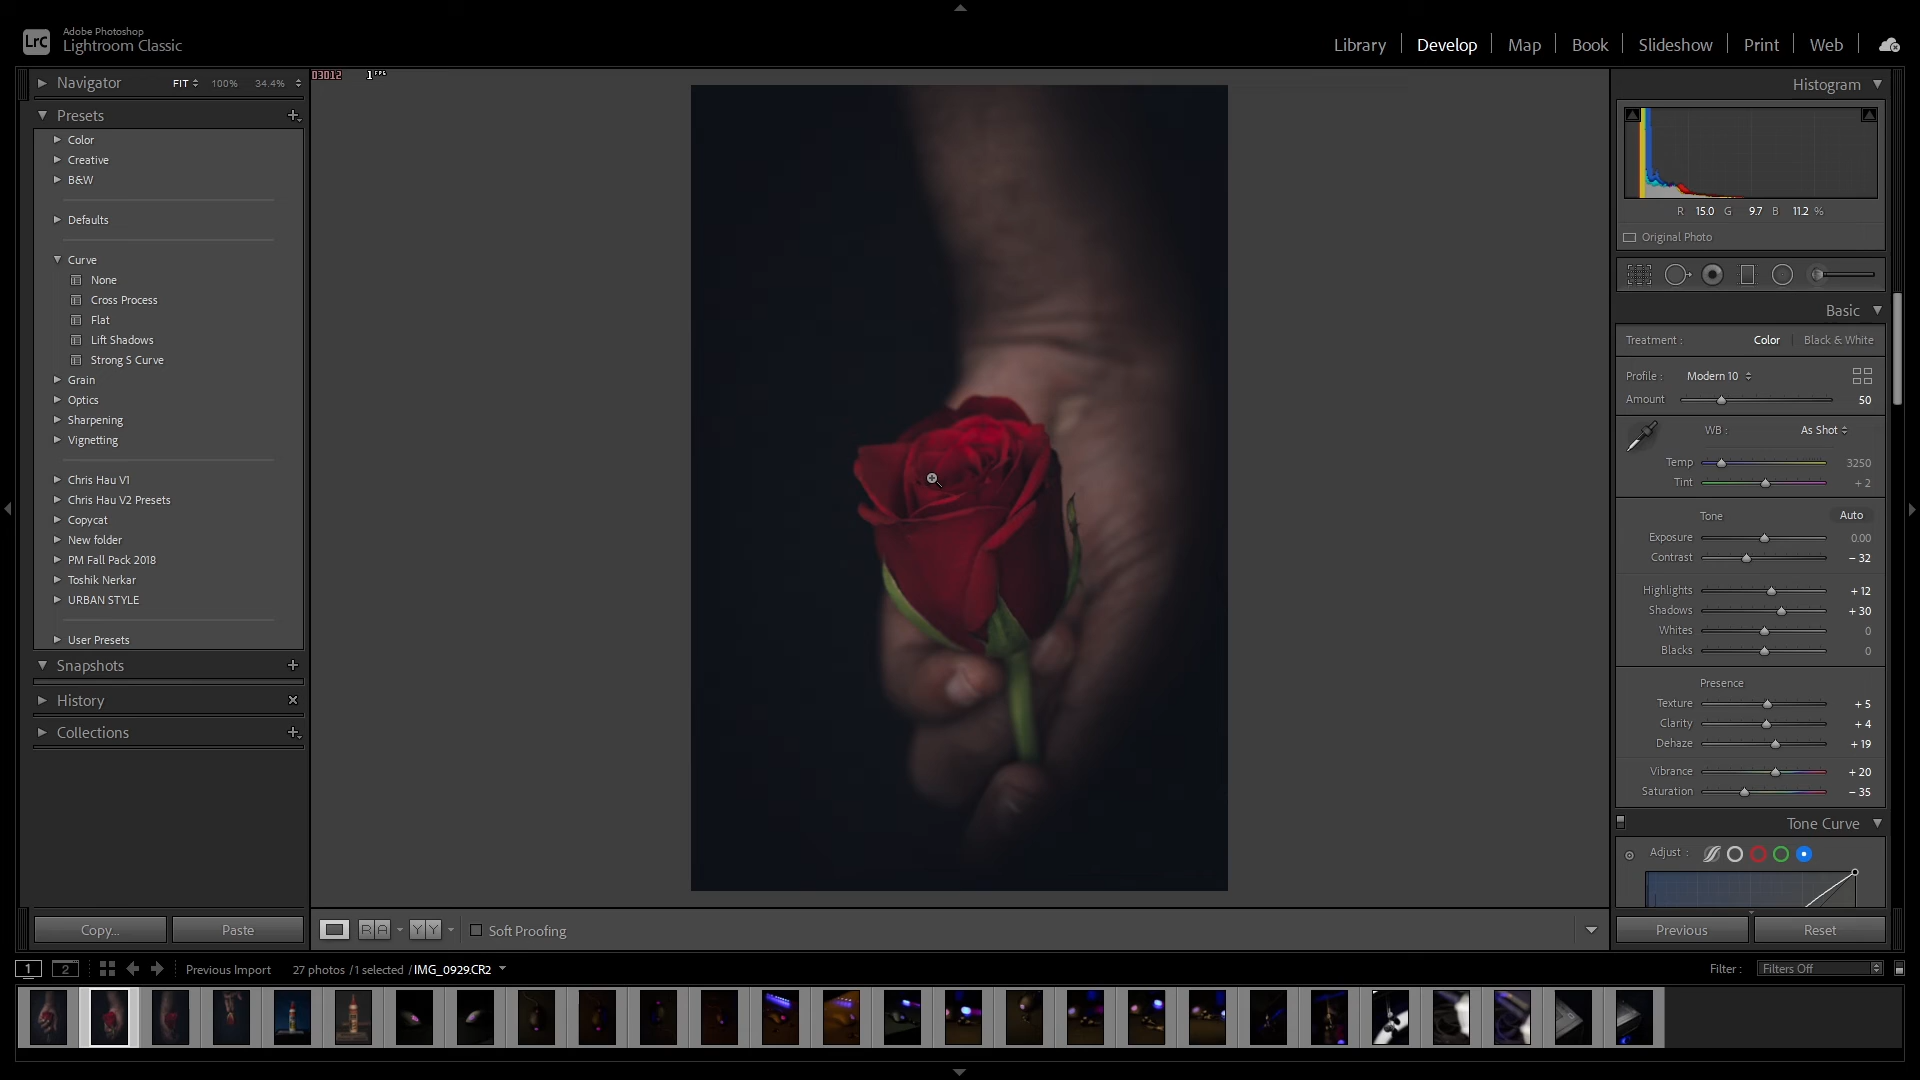 Adobe Photoshop
Lightroom Classic
LrC
Library
Develop
Map
Book
Slideshow
Print
Web
Navigator
FIT
100%
34.4%
Presets
Color
Creative
B&W
Defaults
Curve
None
Cross Process
Flat
Lift Shadows
Strong S Curve
Grain
Optics
Sharpening
Vignetting
Chris Hau V1
Chris Hau V2 Presets
Copycat
New folder
PM Fall Pack 2018
Toshik Nerkar
URBAN STYLE
User Presets
Snapshots
History
Collections
Copy...
Paste
03012 1 FPS
Soft Proofing
Histogram
R 15.0 G 9.7 B 11.2 %
Original Photo
Basic
Treatment : Color Black & White
Profile : Modern 10
Amount 50
WB : As Shot
Temp 3250
Tint + 2
Tone Auto
Exposure 0.00
Contrast – 32
Highlights + 12
Shadows + 30
Whites 0
Blacks 0
Presence
Texture + 5
Clarity + 4
Dehaze + 19
Vibrance + 20
Saturation – 35
Tone Curve
Adjust :
Previous
Reset
1 2 Previous Import 27 photos / 1 selected / IMG_0929.CR2
Filter : Filters Off